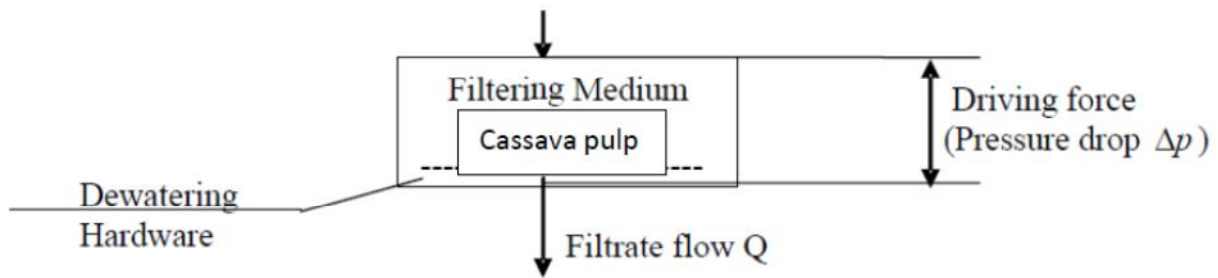 Filtering Medium
Cassava pulp
Driving force
(Pressure drop Δp)
Dewatering
Hardware
Filtrate flow Q